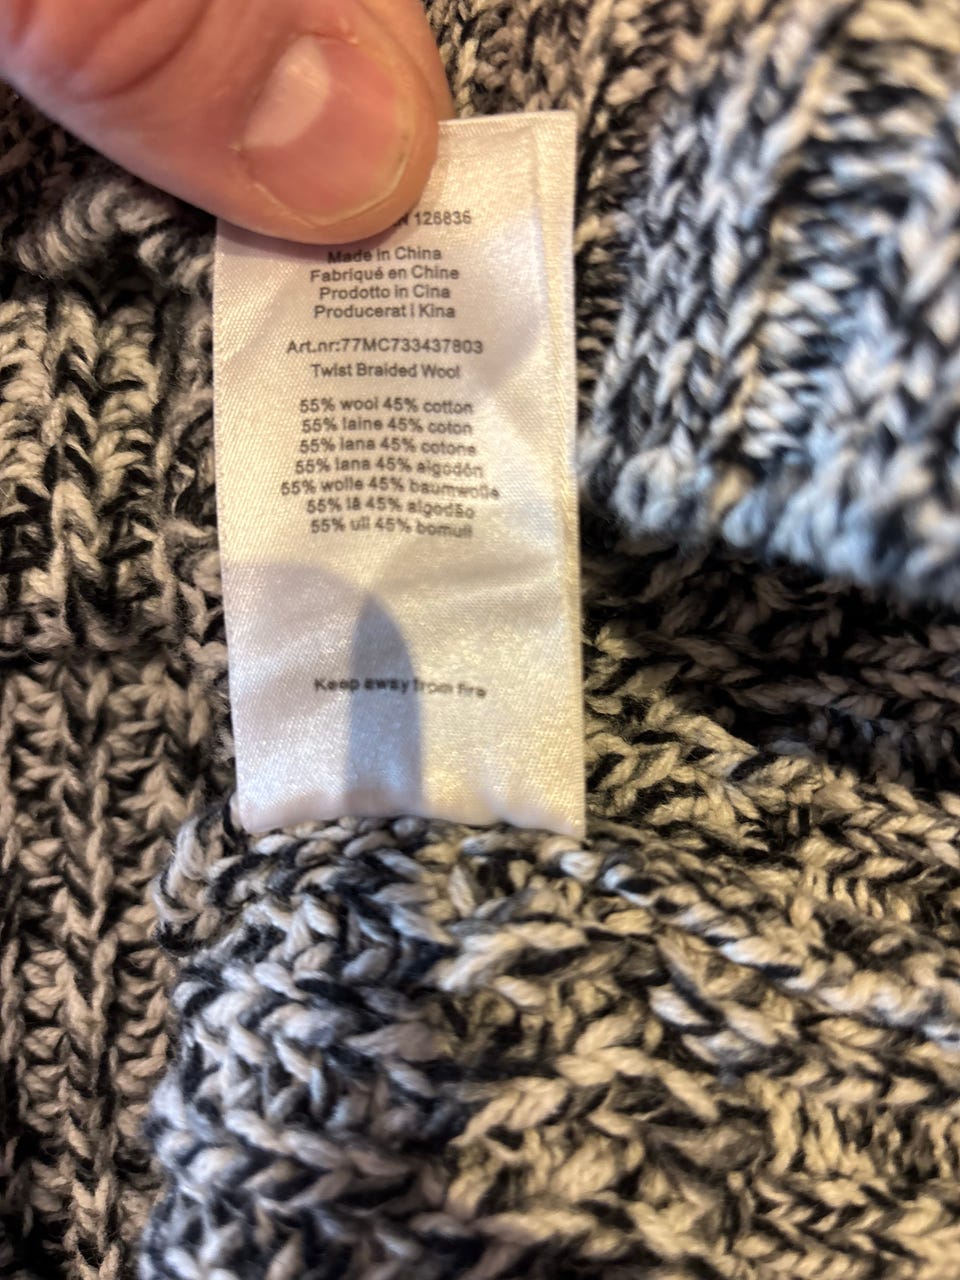 126836
Made in China
Fabriqué en Chine
Prodotto in Cina
Producerat i Kina
Art.nr:77MC733437803
Twist Braided Wool
55% wool 45% cotton
55% laine 45% coton
55% lana 45% cotone
55% lana 45% algodón
55% wolle 45% baumwolle
55% lã 45% algodão
55% ull 45% bomull
Keep away from fire